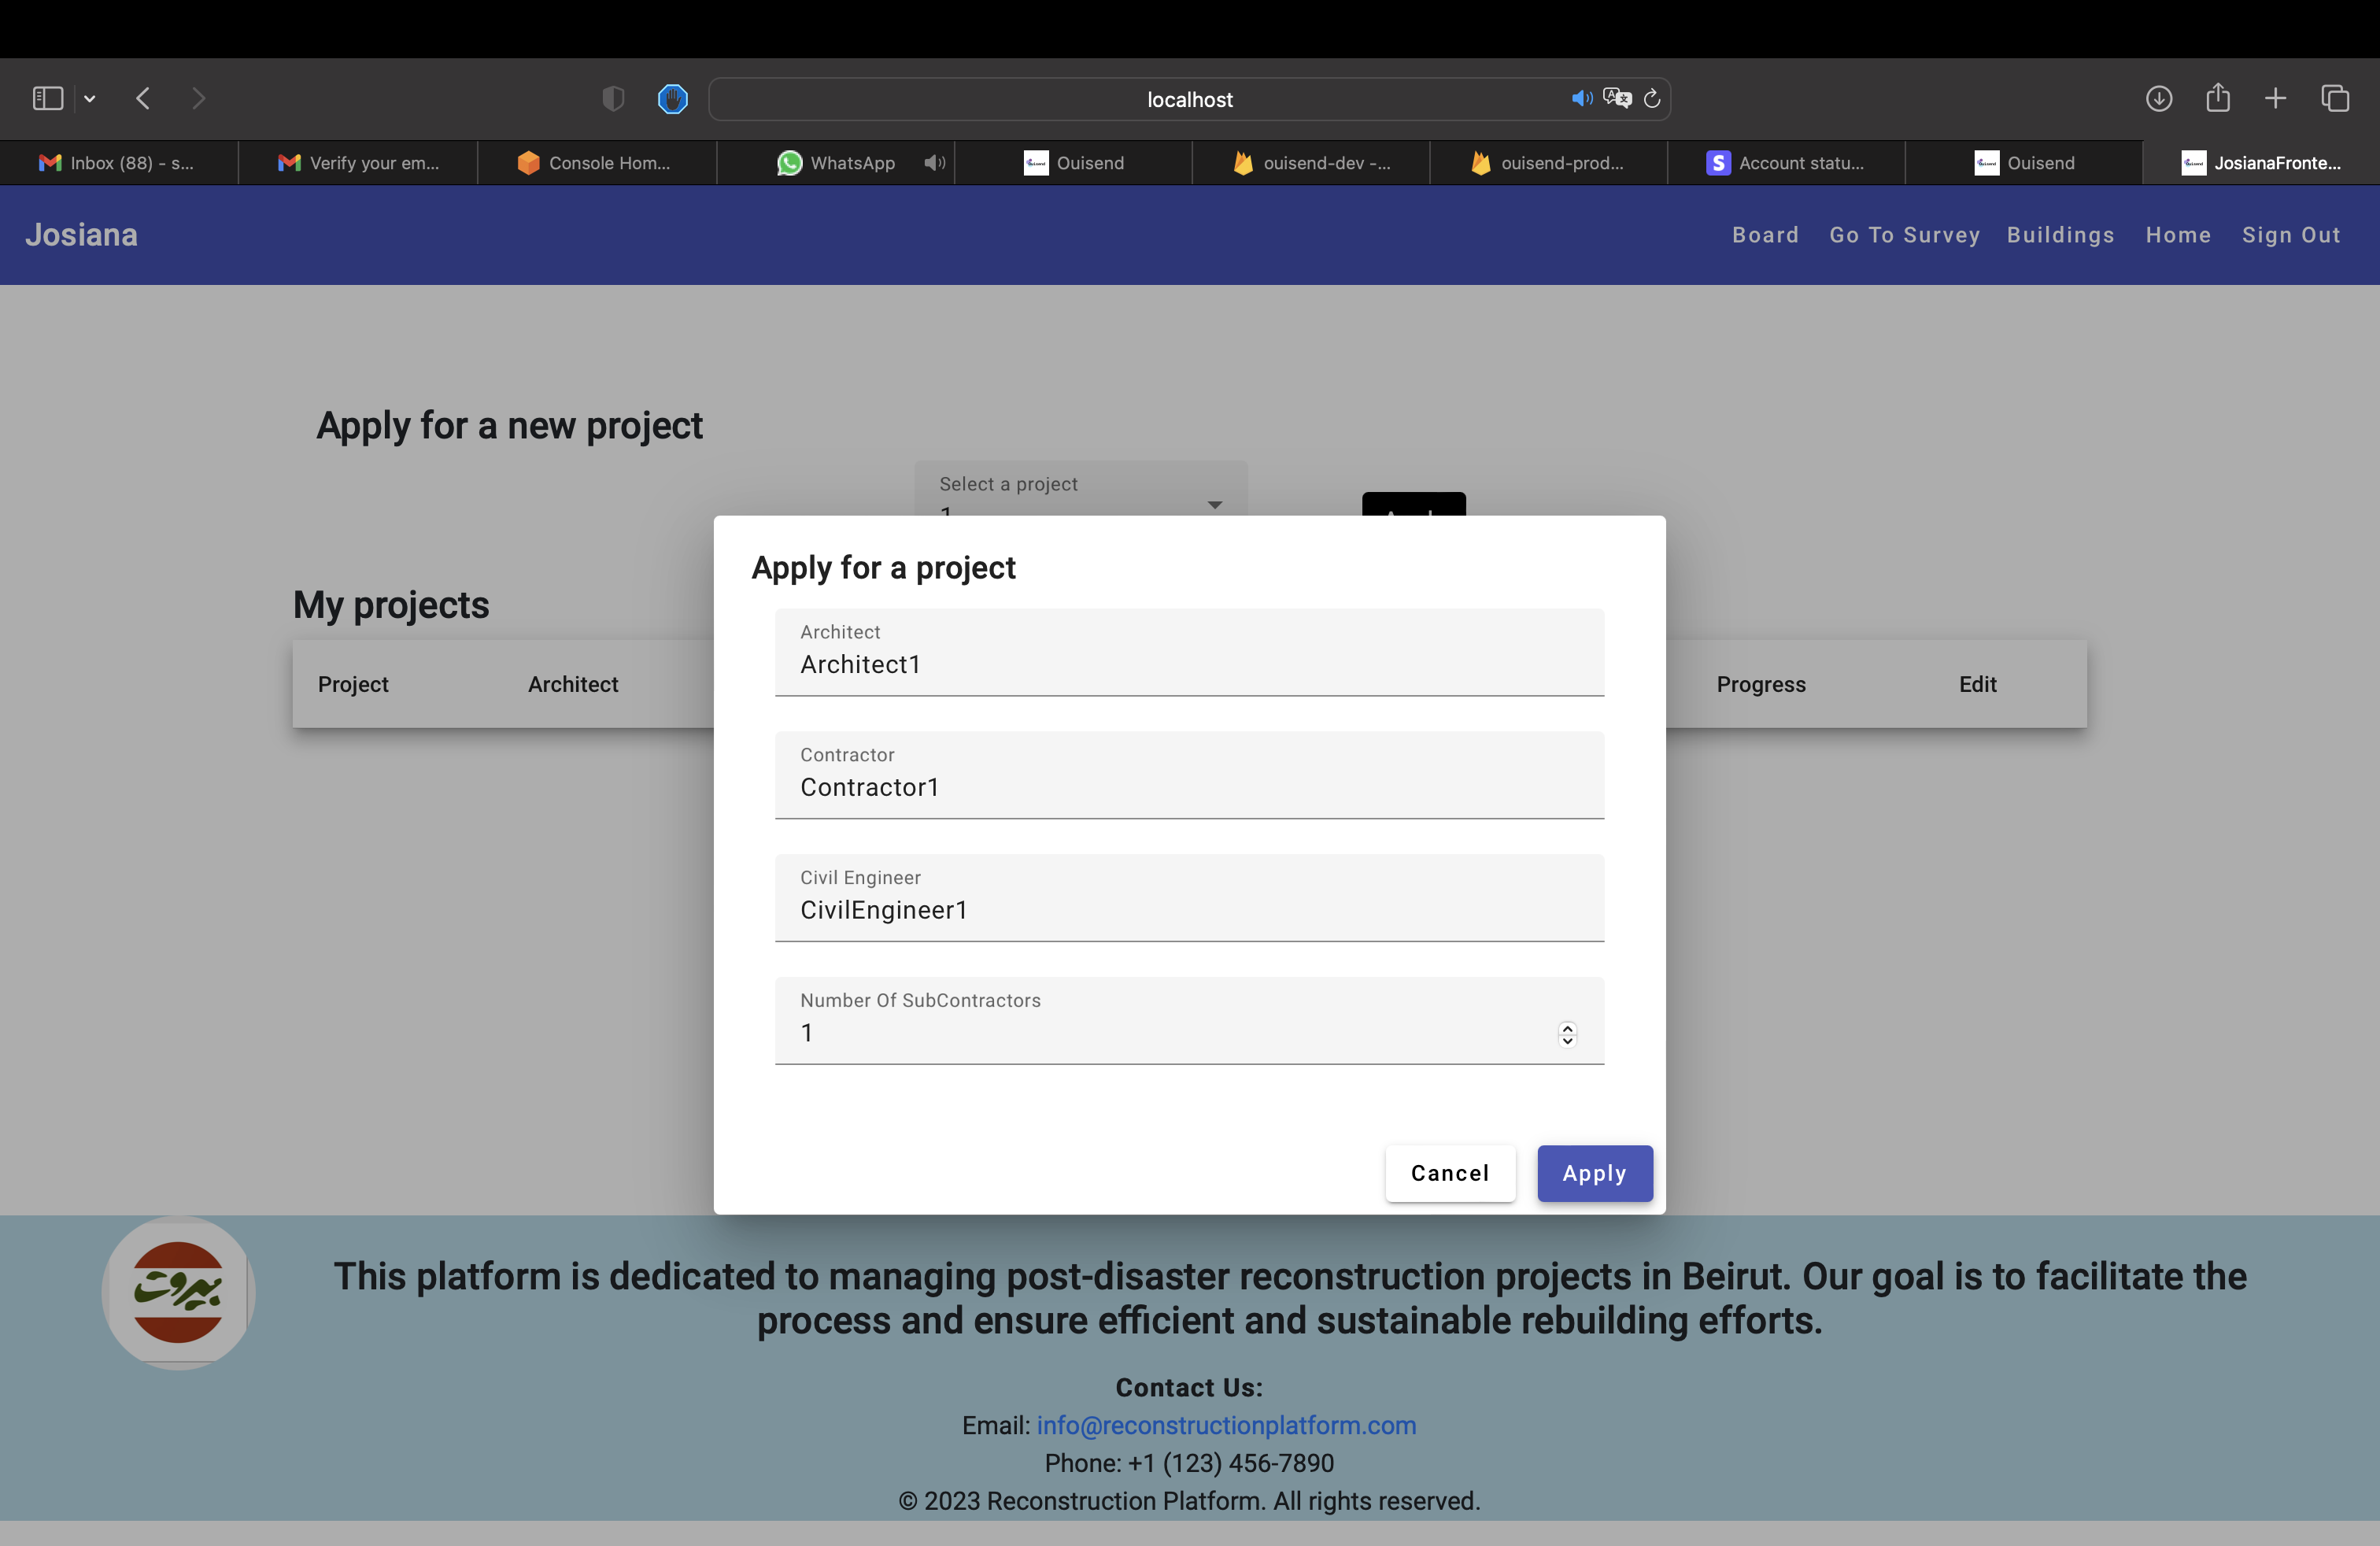 localhost
Inbox (88) - s...
Verify your em...
Console Hom...
WhatsApp
Ouisend
ouisend-dev -...
ouisend-prod...
S Account statu...
Ouisend
JosianaFronte...
Josiana
Board Go To Survey Buildings Home Sign Out
Apply for a new project
Select a project
1
My projects
Project Architect Progress Edit
Apply for a project
Architect
Architect1
Contractor
Contractor1
Civil Engineer
CivilEngineer1
Number Of SubContractors
1
Cancel Apply
بيروت
This platform is dedicated to managing post-disaster reconstruction projects in Beirut. Our goal is to facilitate the
process and ensure efficient and sustainable rebuilding efforts.
Contact Us:
Email: info@reconstructionplatform.com
Phone: +1 (123) 456-7890
© 2023 Reconstruction Platform. All rights reserved.